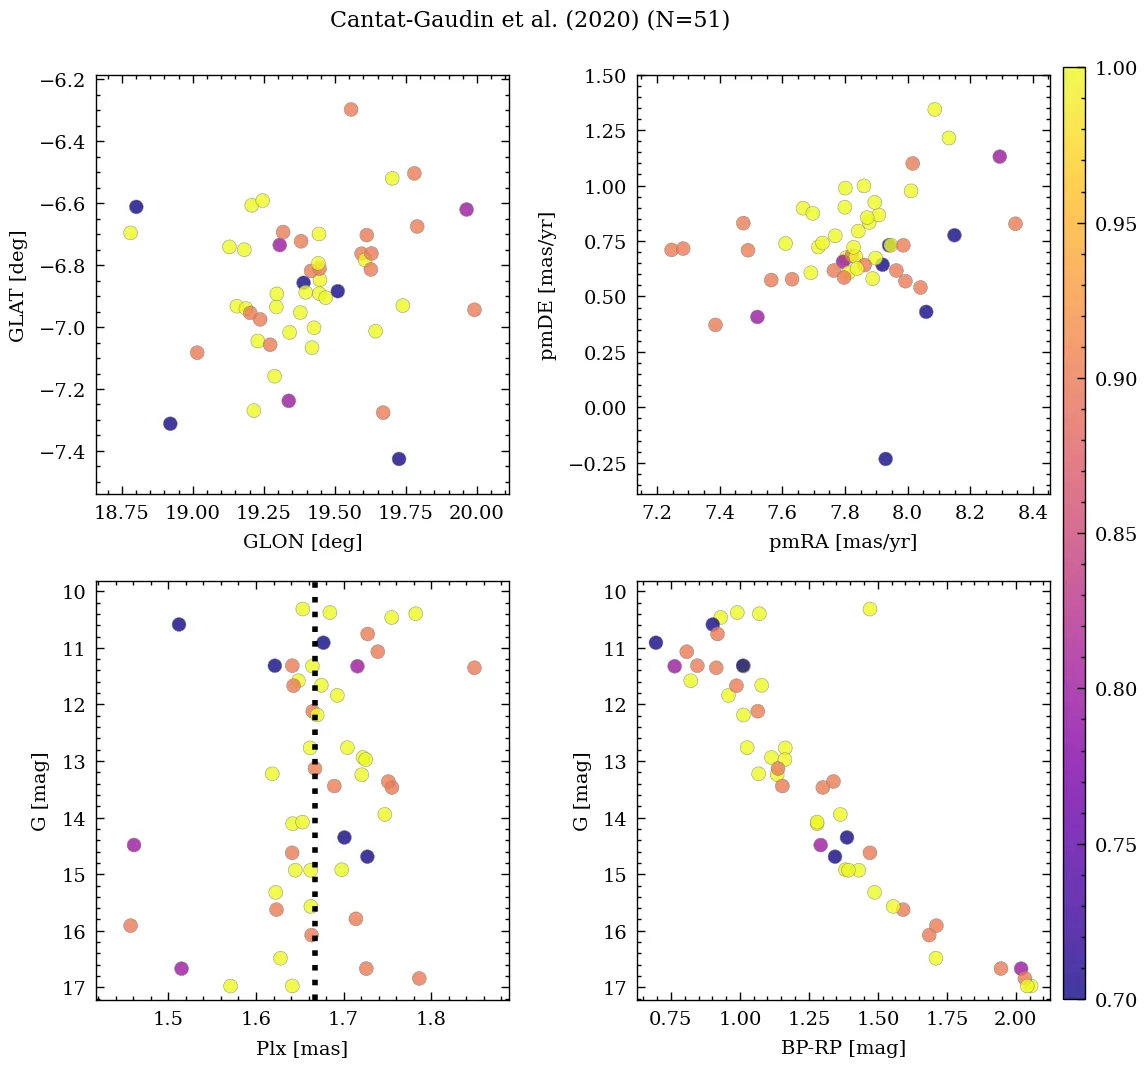 Cantat-Gaudin et al. (2020) (N=51)
−6.2
−6.4
−6.6
−6.8
−7.0
−7.2
−7.4
GLAT [deg]
18.75 19.00 19.25 19.50 19.75 20.00
GLON [deg]
1.50
1.25
1.00
0.75
0.50
0.25
0.00
−0.25
pmDE [mas/yr]
7.2 7.4 7.6 7.8 8.0 8.2 8.4
pmRA [mas/yr]
10
11
12
13
14
15
16
17
G [mag]
1.5 1.6 1.7 1.8
Plx [mas]
10
11
12
13
14
15
16
17
G [mag]
0.75 1.00 1.25 1.50 1.75 2.00
BP-RP [mag]
1.00
0.95
0.90
0.85
0.80
0.75
0.70